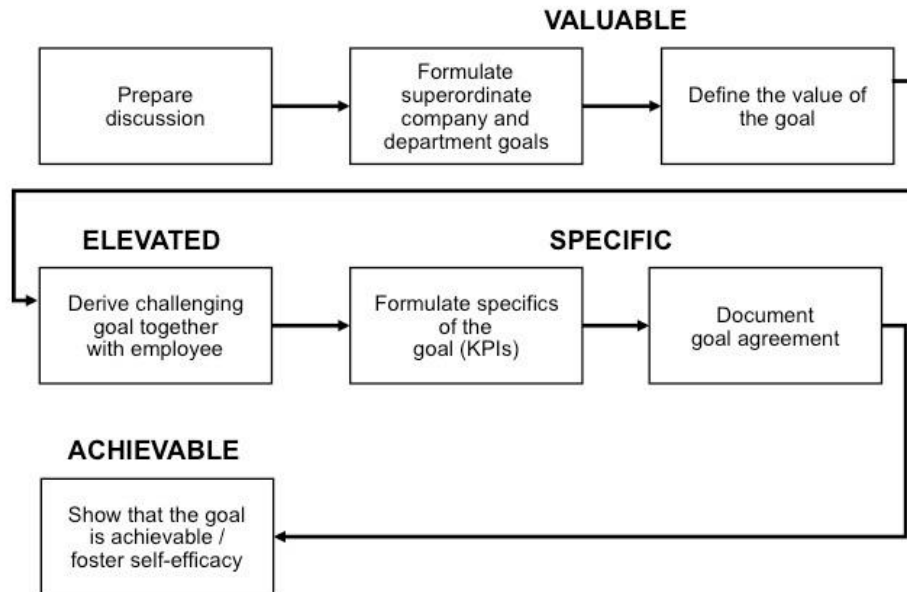 VALUABLE
Prepare
discussion
Formulate
superordinate
company and
department goals
Define the value of
the goal
ELEVATED
SPECIFIC
Derive challenging
goal together
with employee
Formulate specifics
of the
goal (KPIs)
Document
goal agreement
ACHIEVABLE
Show that the goal
is achievable /
foster self-efficacy